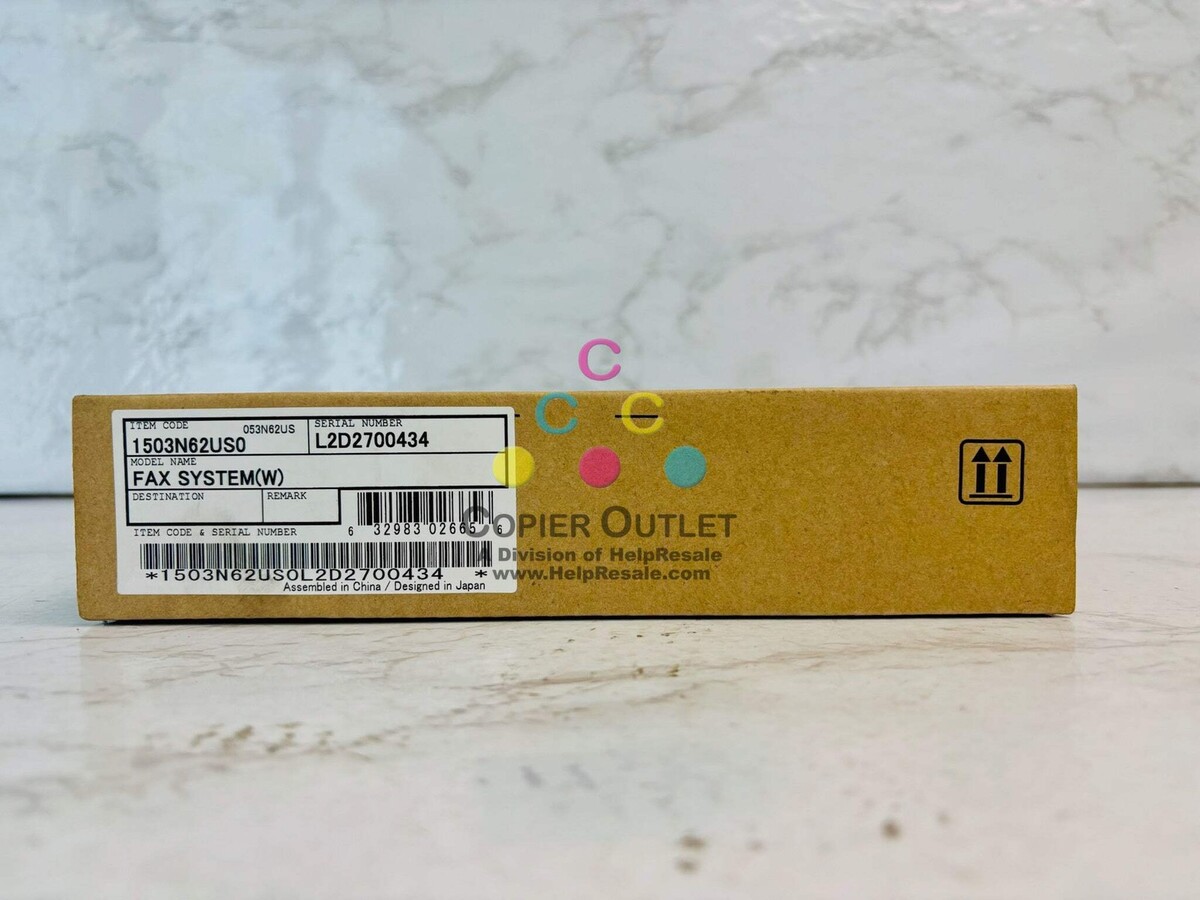 ITEM CODE 053N62US
1503N62US0
SERIAL NUMBER
L2D2700434
MODEL NAME
FAX SYSTEM(W)
DESTINATION
REMARK
ITEM CODE & SERIAL NUMBER
6 32983 02665 6
*1503N62US0L2D2700434 *
Assembled in China / Designed in Japan
C
C C
COPIER OUTLET
A Division of HelpResale
www.HelpResale.com